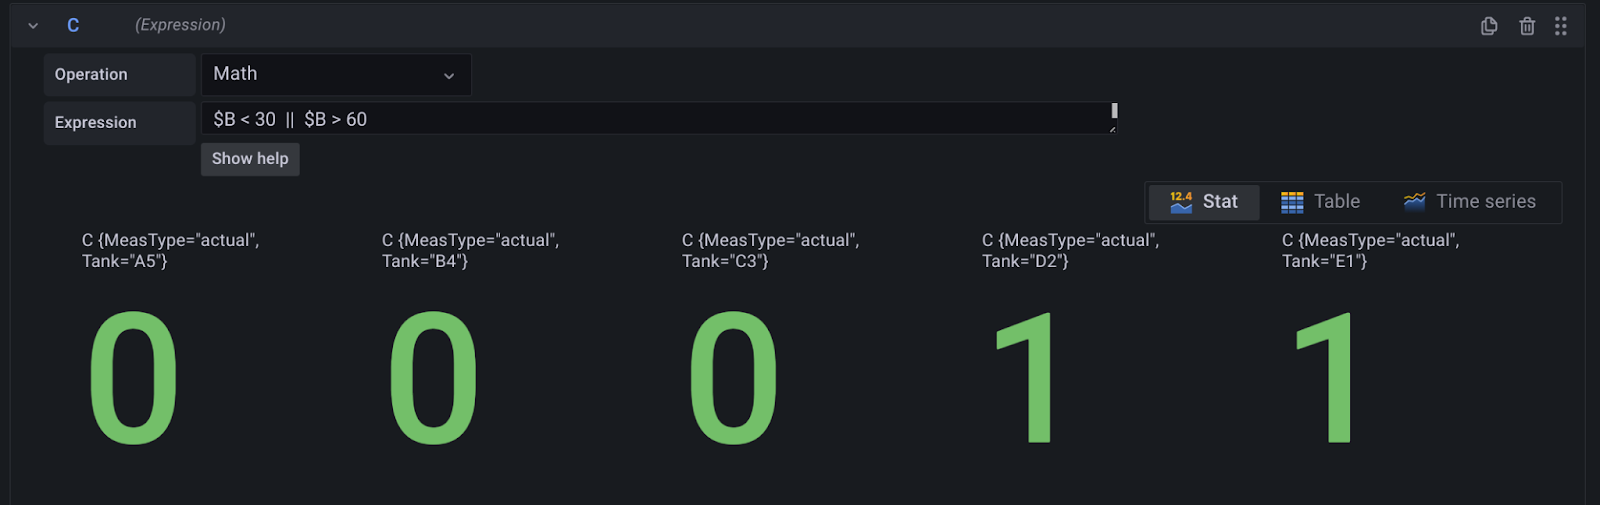 C (Expression)
Operation Math
Expression $B < 30 || $B > 60
Show help
12.4 Stat Table Time series
C {MeasType="actual", C {MeasType="actual", C {MeasType="actual", C {MeasType="actual", C {MeasType="actual",
Tank="A5"} Tank="B4"} Tank="C3"} Tank="D2"} Tank="E1"}
0 0 0 1 1